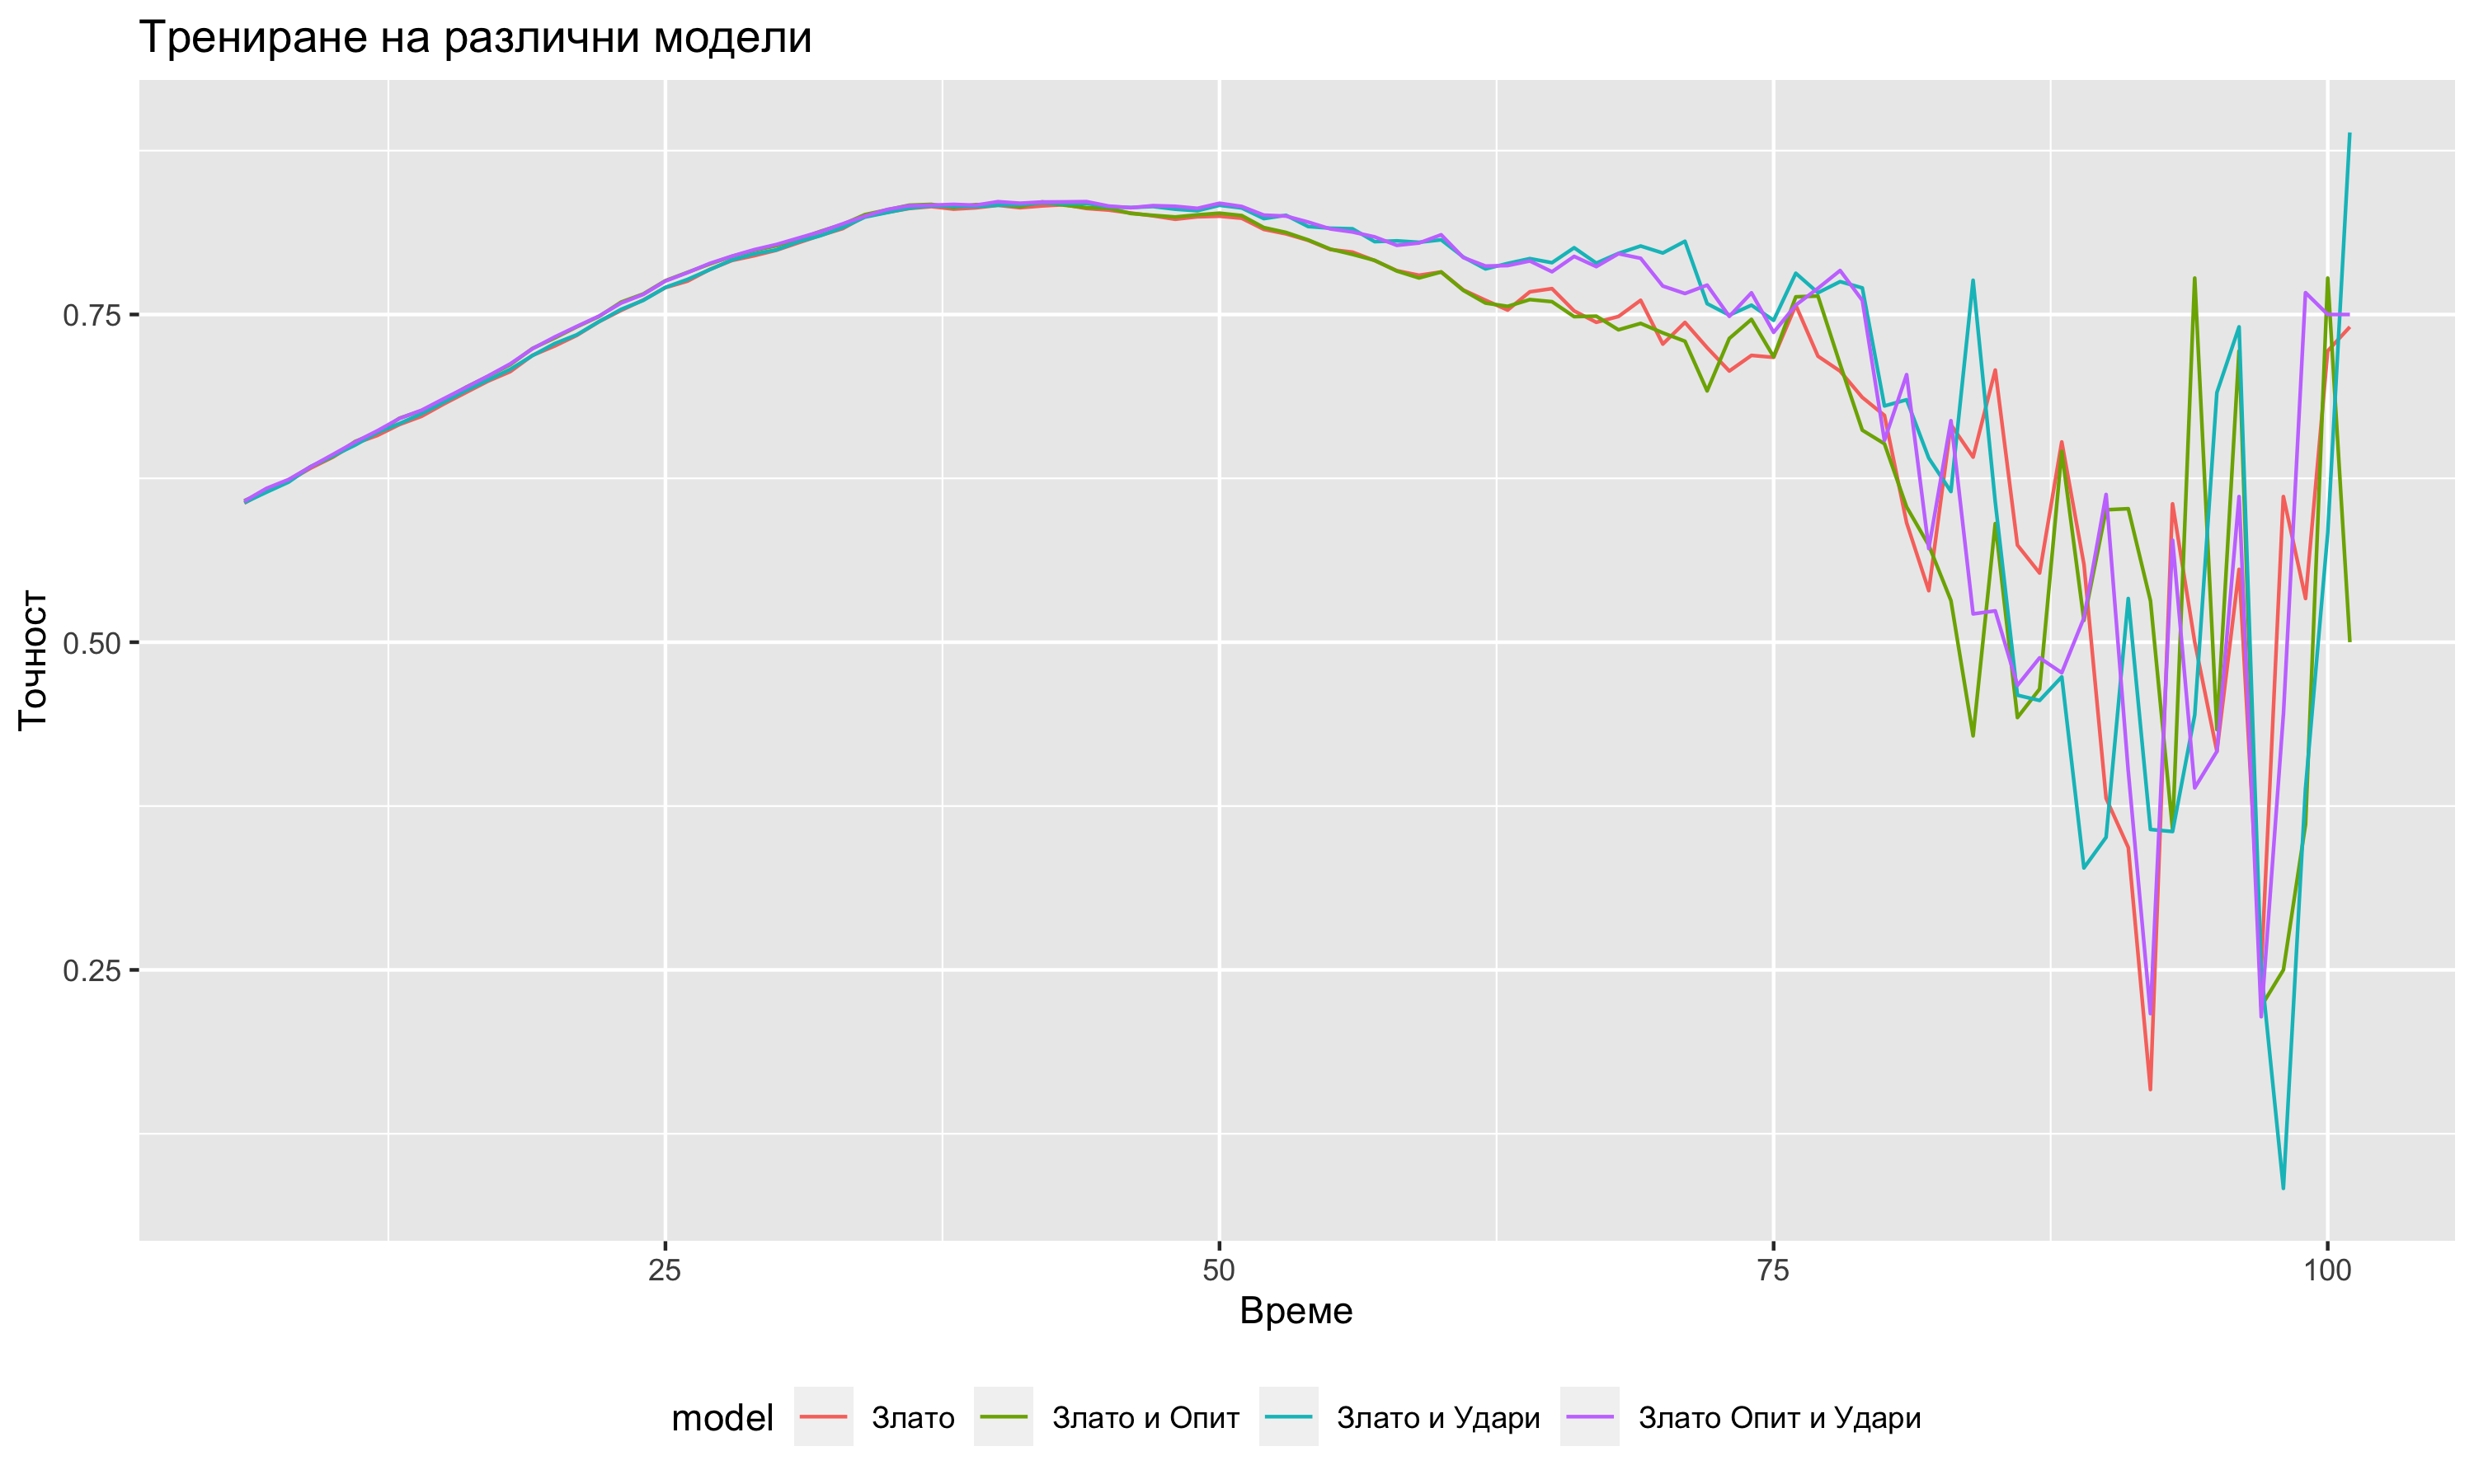 Трениране на различни модели
Точност
0.75
0.50
0.25
25 50 75 100
Време
model Злато Злато и Опит Злато и Удари Злато Опит и Удари